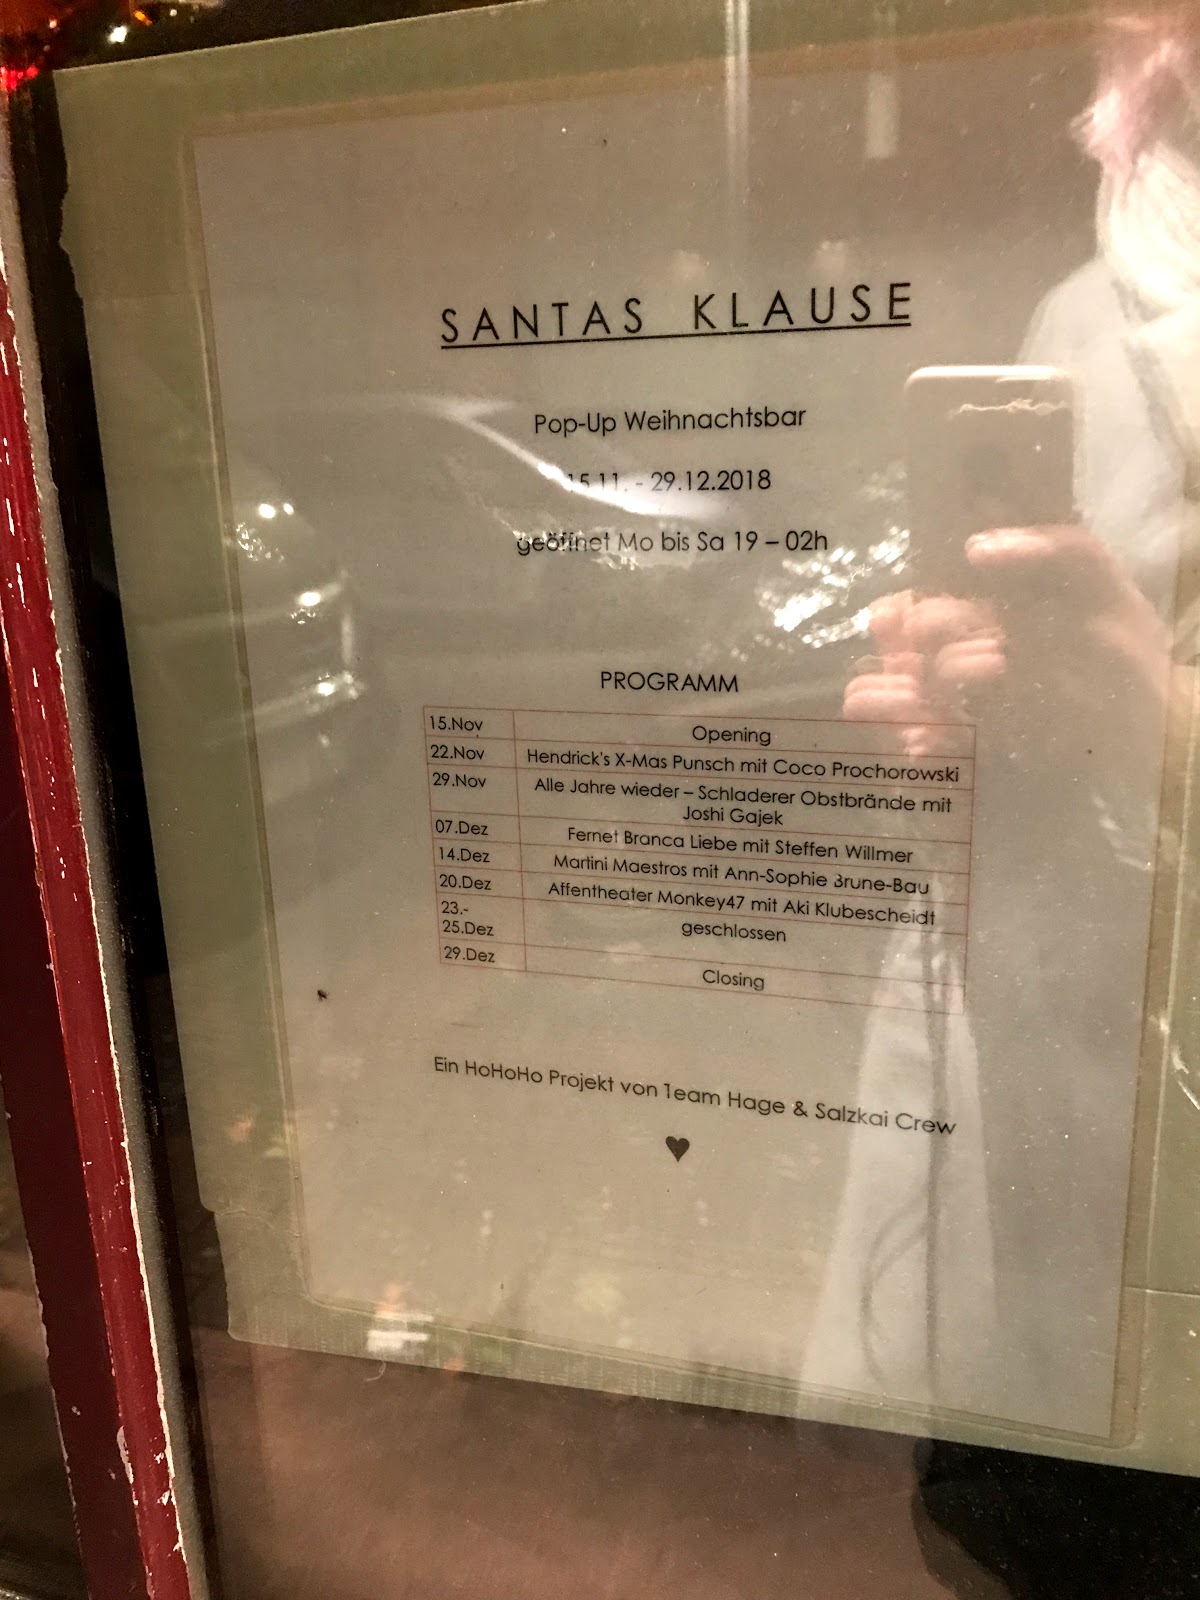 SANTAS KLAUSE
Pop-Up Weihnachtsbar
15.11. - 29.12.2018
geöffnet Mo bis Sa 19 – 02h
PROGRAMM
15.Nov Opening
22.Nov Hendrick's X-Mas Punsch mit Coco Prochorowski
29.Nov Alle Jahre wieder – Schladerer Obstbrände mit
Joshi Gajek
07.Dez Fernet Branca Liebe mit Steffen Willmer
14.Dez Martini Maestros mit Ann-Sophie Brune-Bau
20.Dez Affentheater Monkey47 mit Aki Klubescheidt
23.-
25.Dez geschlossen
29.Dez Closing
Ein HoHoHo Projekt von Team Hage & Salzkai Crew
♥